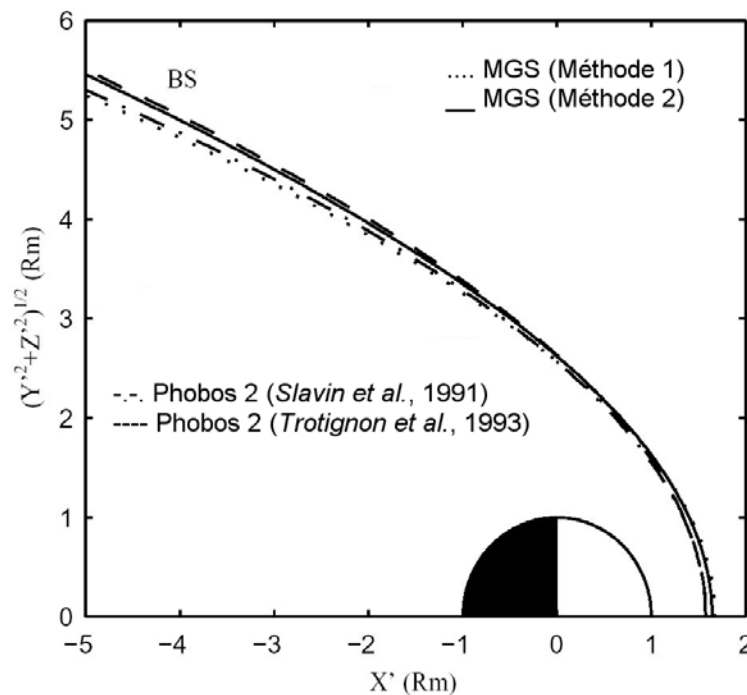 6
BS
.... MGS (Méthode 1)
— MGS (Méthode 2)
5
4
(Y'²+Z'²)^1/2 (Rm)
3
-..-.. Phobos 2 (Slavin et al., 1991)
---- Phobos 2 (Trotignon et al., 1993)
2
1
0
−5 −4 −3 −2 −1 0 1 2
X' (Rm)